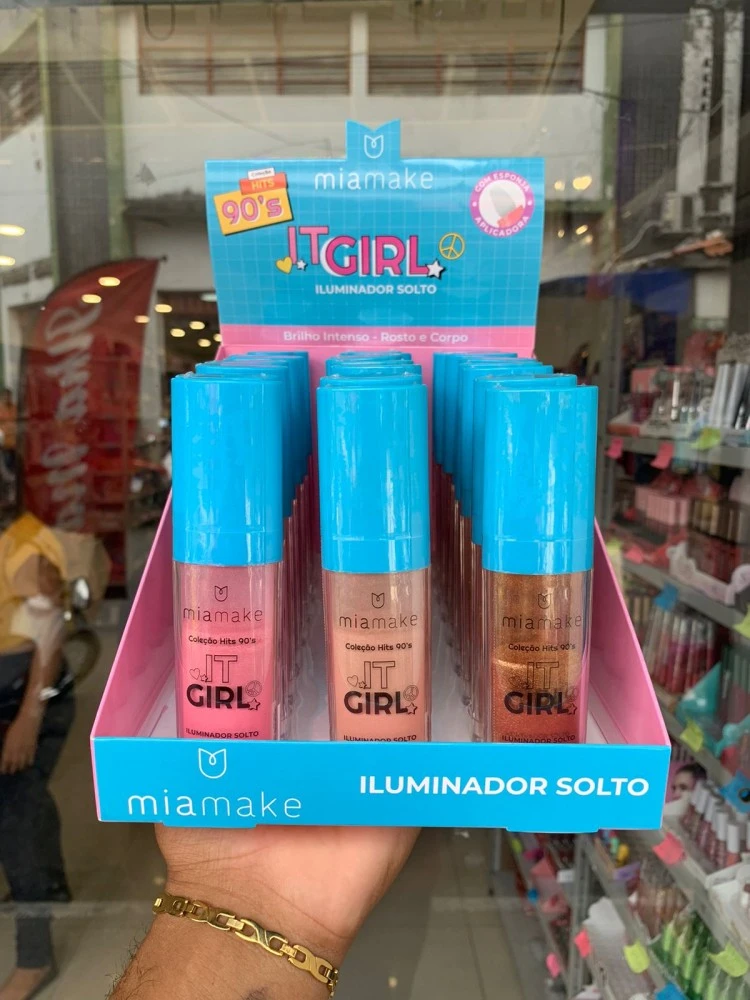 miamake
Coleção
HITS
90's
COM ESPONJA
APLICADORA
IT GIRL
ILUMINADOR SOLTO
Brilho Intenso - Rosto e Corpo
miamake
Coleção Hits 90's
IT
GIRL
ILUMINADOR SOLTO
miamake
Coleção Hits 90's
IT
GIRL
ILUMINADOR SOLTO
miamake
Coleção Hits 90's
IT
GIRL
ILUMINADOR SOLTO
miamake
ILUMINADOR SOLTO